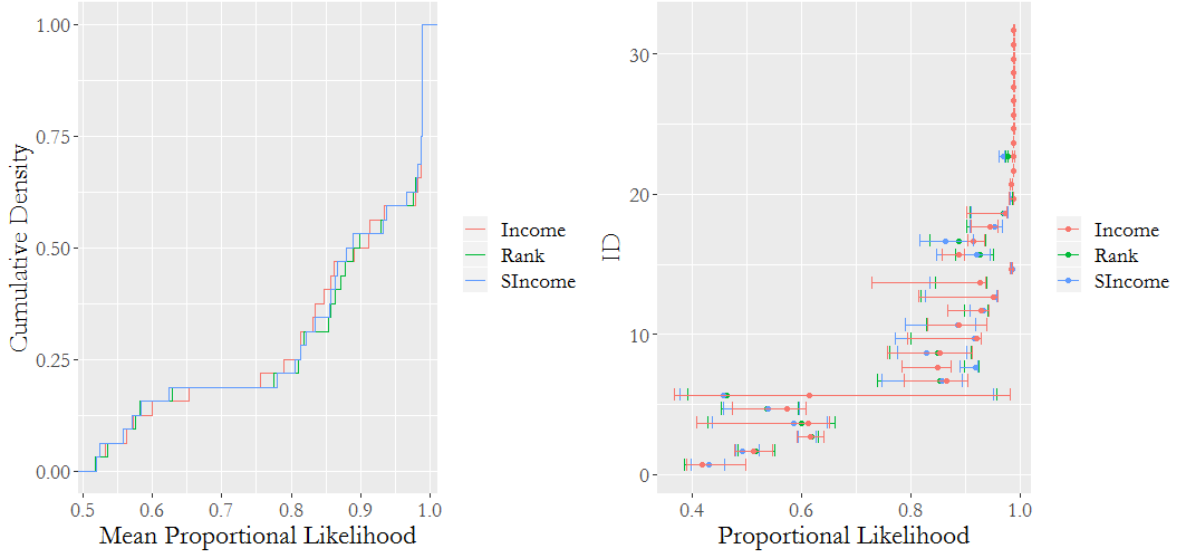 Cumulative Density
1.00
0.75
0.50
0.25
0.00
0.5 0.6 0.7 0.8 0.9 1.0
Mean Proportional Likelihood
Income
Rank
SIncome
ID
30
20
10
0
0.4 0.6 0.8 1.0
Proportional Likelihood
Income
Rank
SIncome